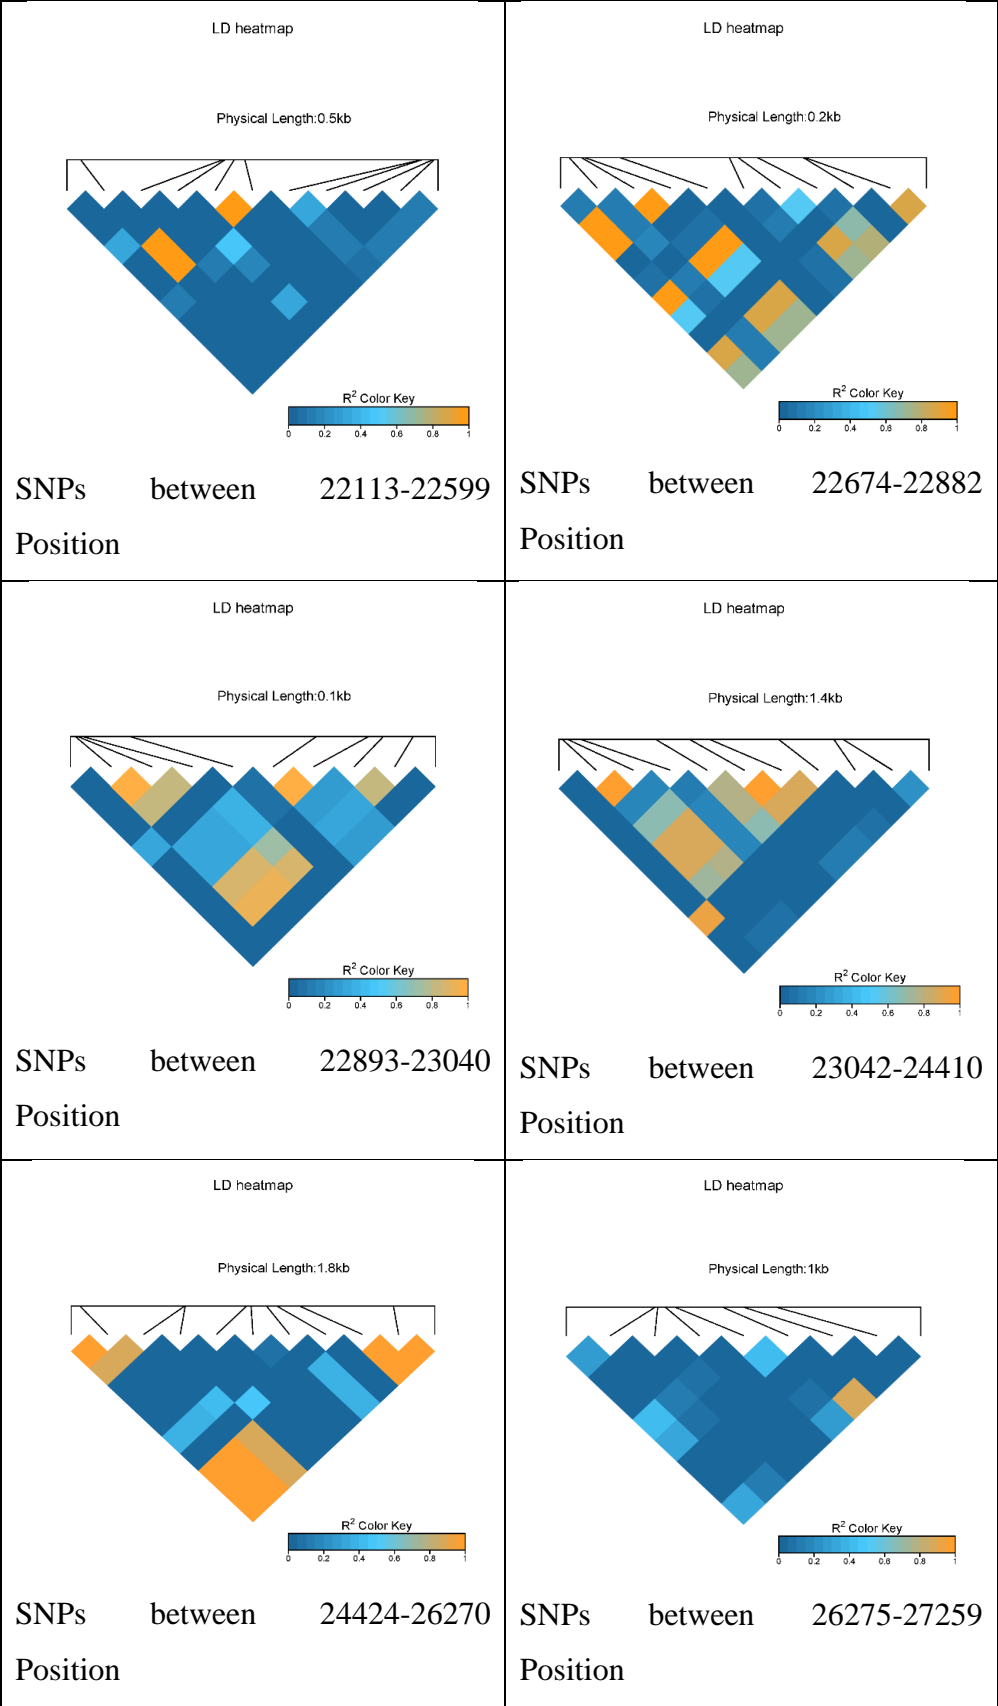 LD heatmap
Physical Length:0.5kb
R² Color Key
0 0.2 0.4 0.6 0.8 1
SNPs between 22113-22599
Position
LD heatmap
Physical Length:0.2kb
R² Color Key
0 0.2 0.4 0.6 0.8 1
SNPs between 22674-22882
Position
LD heatmap
Physical Length:0.1kb
R² Color Key
0 0.2 0.4 0.6 0.8 1
SNPs between 22893-23040
Position
LD heatmap
Physical Length:1.4kb
R² Color Key
0 0.2 0.4 0.6 0.8 1
SNPs between 23042-24410
Position
LD heatmap
Physical Length:1.8kb
R² Color Key
0 0.2 0.4 0.6 0.8 1
SNPs between 24424-26270
Position
LD heatmap
Physical Length:1kb
R² Color Key
0 0.2 0.4 0.6 0.8 1
SNPs between 26275-27259
Position